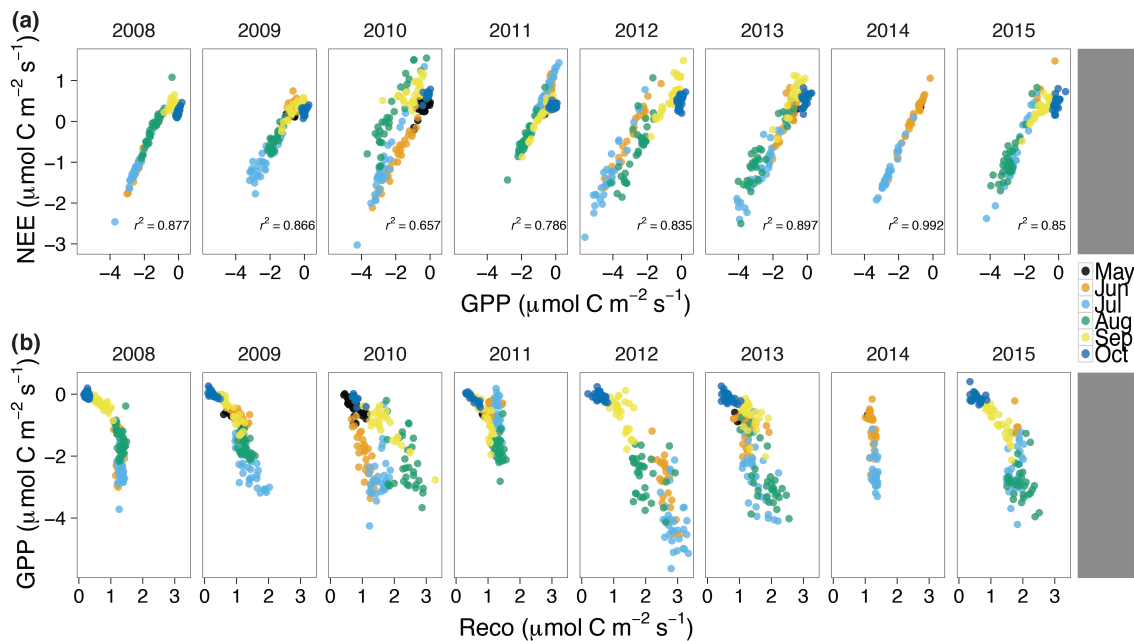 (a)
2008 2009 2010 2011 2012 2013 2014 2015
NEE (μmol C m⁻² s⁻¹)
1
0
−1
−2
−3
r² = 0.877 r² = 0.866 r² = 0.657 r² = 0.786 r² = 0.835 r² = 0.897 r² = 0.992 r² = 0.85
−4 −2 0 −4 −2 0 −4 −2 0 −4 −2 0 −4 −2 0 −4 −2 0 −4 −2 0 −4 −2 0
GPP (μmol C m⁻² s⁻¹)
May
Jun
Jul
Aug
Sep
Oct
(b)
2008 2009 2010 2011 2012 2013 2014 2015
GPP (μmol C m⁻² s⁻¹)
0
−2
−4
0 1 2 3 0 1 2 3 0 1 2 3 0 1 2 3 0 1 2 3 0 1 2 3 0 1 2 3 0 1 2 3
Reco (μmol C m⁻² s⁻¹)